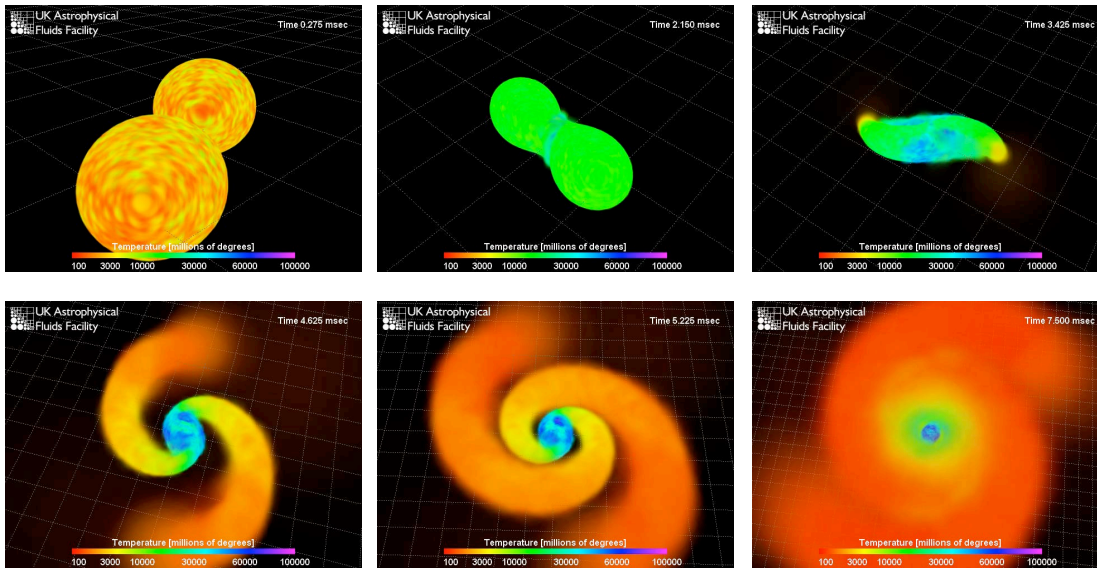 UK Astrophysical
Fluids Facility
Time 0.275 msec
Temperature [millions of degrees]
100 3000 10000 30000 60000 100000
UK Astrophysical
Fluids Facility
Time 2.150 msec
Temperature [millions of degrees]
100 3000 10000 30000 60000 100000
UK Astrophysical
Fluids Facility
Time 3.425 msec
Temperature [millions of degrees]
100 3000 10000 30000 60000 100000
UK Astrophysical
Fluids Facility
Time 4.625 msec
Temperature [millions of degrees]
100 3000 10000 30000 60000 100000
UK Astrophysical
Fluids Facility
Time 5.225 msec
Temperature [millions of degrees]
100 3000 10000 30000 60000 100000
UK Astrophysical
Fluids Facility
Time 7.500 msec
Temperature [millions of degrees]
100 3000 10000 30000 60000 100000